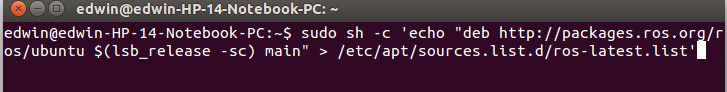 edwin@edwin-HP-14-Notebook-PC: ~
edwin@edwin-HP-14-Notebook-PC:~$ sudo sh -c 'echo "deb http://packages.ros.org/r
os/ubuntu $(lsb_release -sc) main" > /etc/apt/sources.list.d/ros-latest.list'